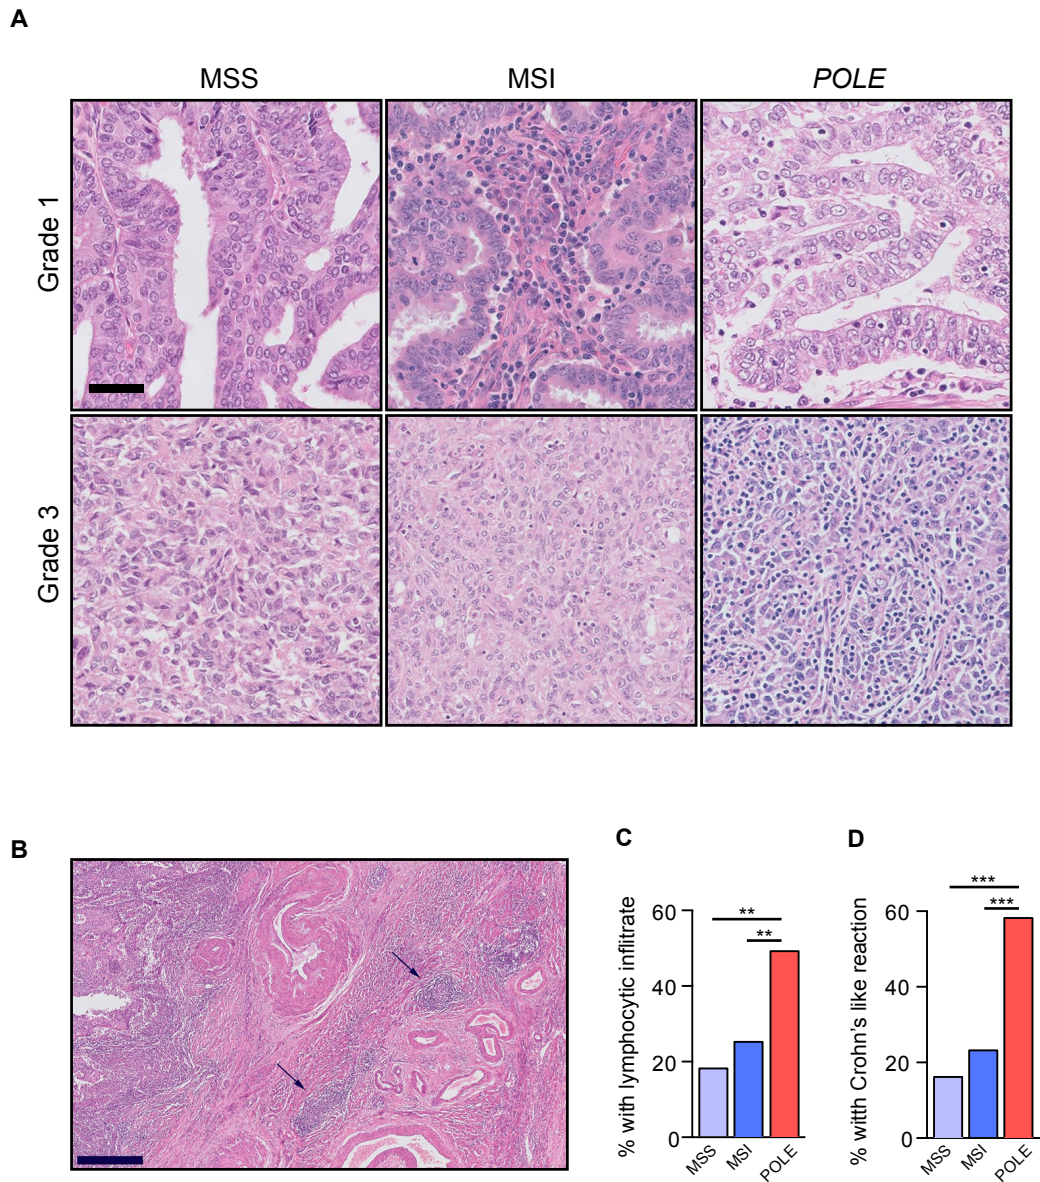 A
MSS MSI POLE
Grade 1
Grade 3
B
C
% with lymphocytic inflitrate
60
40
20
0
**
**
MSS MSI POLE
D
% witth Crohn’s like reaction
60
40
20
0
***
***
MSS MSI POLE